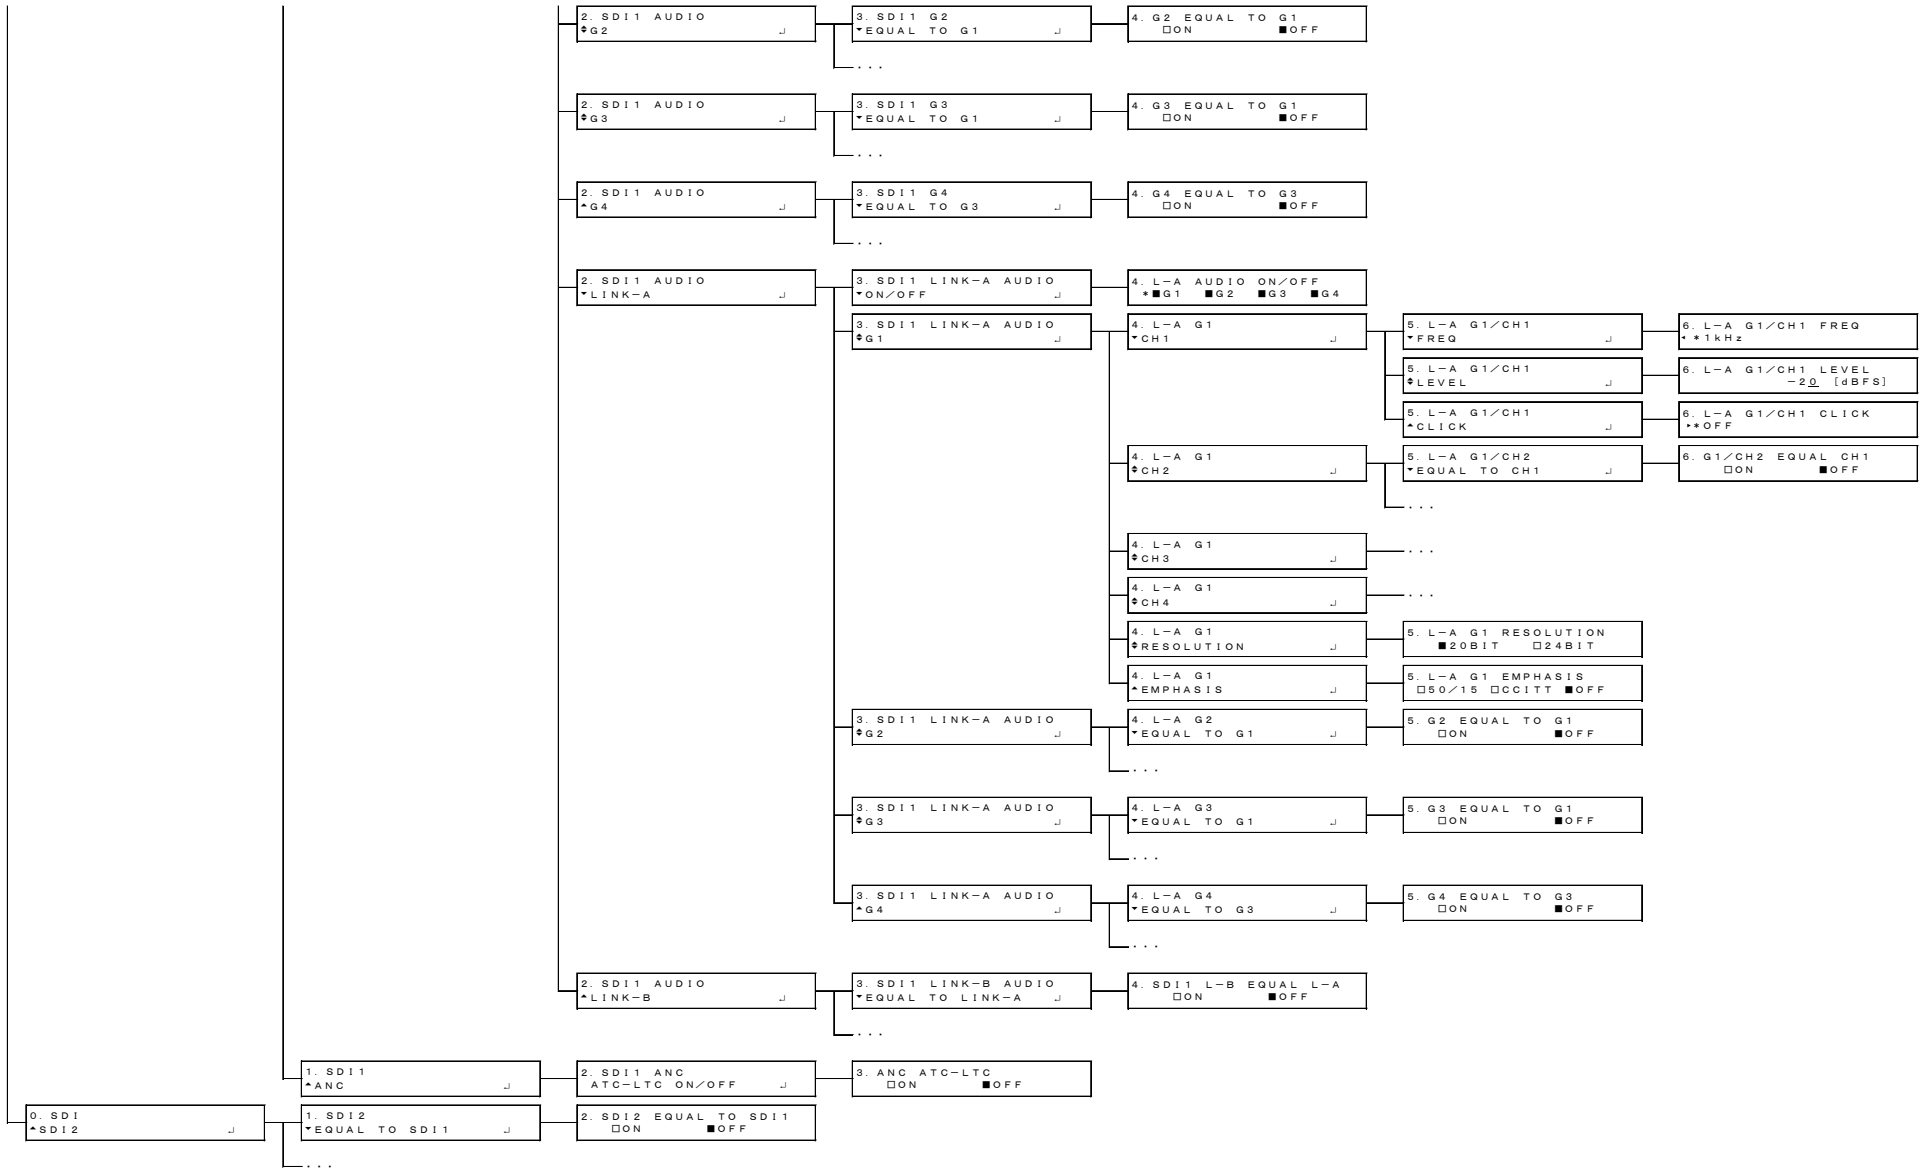 2. SDI1 AUDIO
♦G2 ↵
3. SDI1 G2
▾EQUAL TO G1 ↵
4. G2 EQUAL TO G1
□ON ■OFF
...
2. SDI1 AUDIO
♦G3 ↵
3. SDI1 G3
▾EQUAL TO G1 ↵
4. G3 EQUAL TO G1
□ON ■OFF
...
2. SDI1 AUDIO
▴G4 ↵
3. SDI1 G4
▾EQUAL TO G3 ↵
4. G4 EQUAL TO G3
□ON ■OFF
...
2. SDI1 AUDIO
▾LINK−A ↵
3. SDI1 LINK−A AUDIO
▾ON/OFF ↵
4. L−A AUDIO ON/OFF
*■G1 ■G2 ■G3 ■G4
3. SDI1 LINK−A AUDIO
♦G1 ↵
4. L−A G1
▾CH1 ↵
5. L−A G1/CH1
▾FREQ ↵
6. L−A G1/CH1 FREQ
◂ *1kHz
5. L−A G1/CH1
♦LEVEL ↵
6. L−A G1/CH1 LEVEL
−20 [dBFS]
5. L−A G1/CH1
▴CLICK ↵
6. L−A G1/CH1 CLICK
▸*OFF
4. L−A G1
♦CH2 ↵
5. L−A G1/CH2
▾EQUAL TO CH1 ↵
6. G1/CH2 EQUAL CH1
□ON ■OFF
...
4. L−A G1
♦CH3 ↵
...
4. L−A G1
♦CH4 ↵
...
4. L−A G1
♦RESOLUTION ↵
5. L−A G1 RESOLUTION
■20BIT □24BIT
4. L−A G1
▴EMPHASIS ↵
5. L−A G1 EMPHASIS
□50/15 □CCITT ■OFF
3. SDI1 LINK−A AUDIO
♦G2 ↵
4. L−A G2
▾EQUAL TO G1 ↵
5. G2 EQUAL TO G1
□ON ■OFF
...
3. SDI1 LINK−A AUDIO
♦G3 ↵
4. L−A G3
▾EQUAL TO G1 ↵
5. G3 EQUAL TO G1
□ON ■OFF
...
3. SDI1 LINK−A AUDIO
▴G4 ↵
4. L−A G4
▾EQUAL TO G3 ↵
5. G4 EQUAL TO G3
□ON ■OFF
...
2. SDI1 AUDIO
▴LINK−B ↵
3. SDI1 LINK−B AUDIO
▾EQUAL TO LINK−A ↵
4. SDI1 L−B EQUAL L−A
□ON ■OFF
...
1. SDI1
▴ANC ↵
2. SDI1 ANC
ATC−LTC ON/OFF ↵
3. ANC ATC−LTC
□ON ■OFF
0. SDI
▴SDI2 ↵
1. SDI2
▾EQUAL TO SDI1 ↵
2. SDI2 EQUAL TO SDI1
□ON ■OFF
...